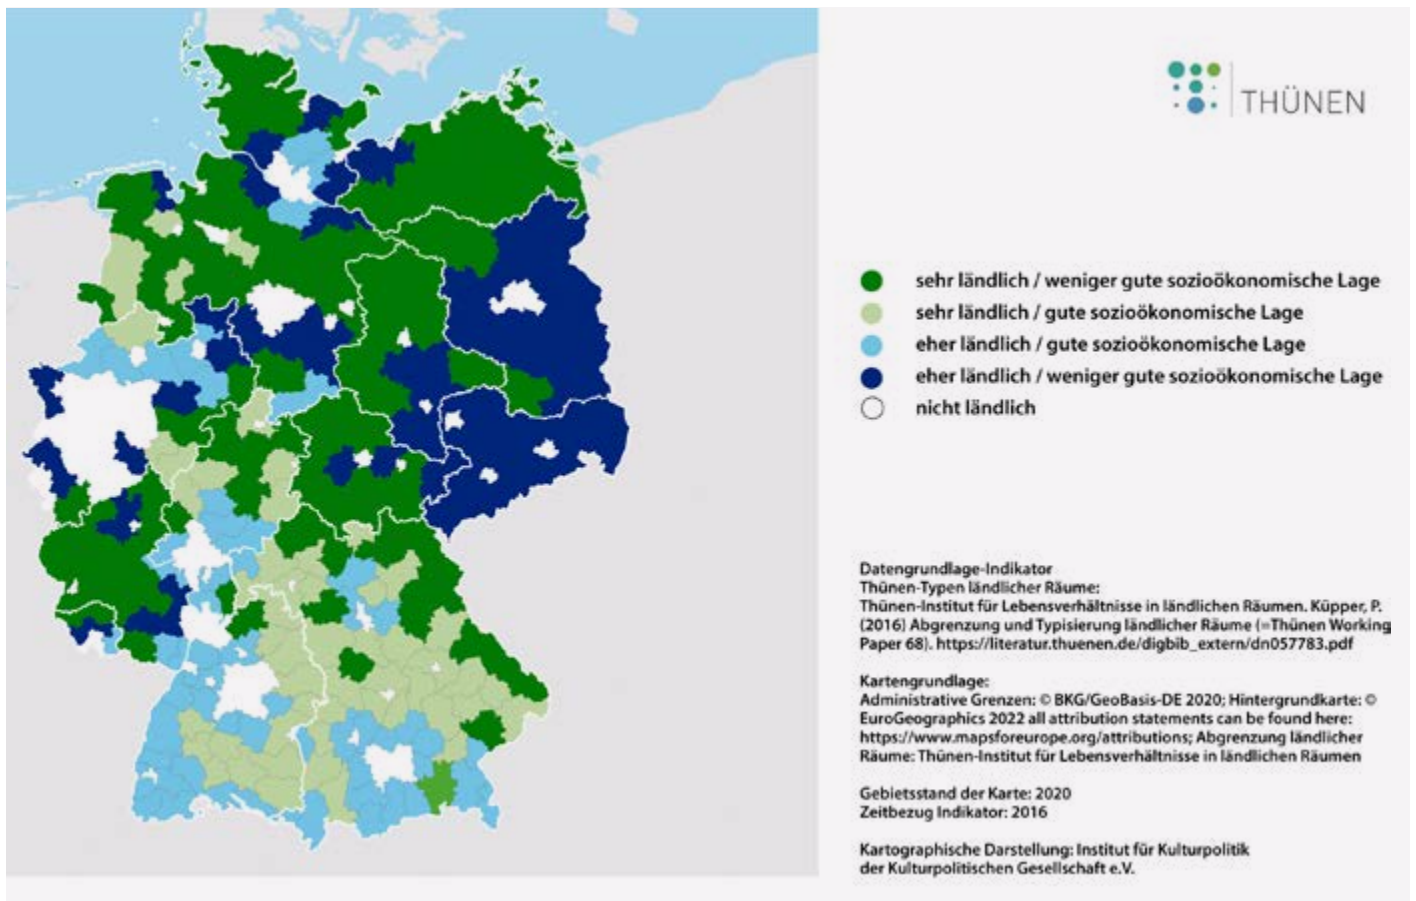 THÜNEN
sehr ländlich / weniger gute sozioökonomische Lage
sehr ländlich / gute sozioökonomische Lage
eher ländlich / gute sozioökonomische Lage
eher ländlich / weniger gute sozioökonomische Lage
nicht ländlich
Datengrundlage-Indikator
Thünen-Typen ländlicher Räume:
Thünen-Institut für Lebensverhältnisse in ländlichen Räumen. Küpper, P.
(2016) Abgrenzung und Typisierung ländlicher Räume (=Thünen Working
Paper 68). https://literatur.thuenen.de/digbib_extern/dn057783.pdf
Kartengrundlage:
Administrative Grenzen: © BKG/GeoBasis-DE 2020; Hintergrundkarte: ©
EuroGeographics 2022 all attribution statements can be found here:
https://www.mapsforeurope.org/attributions; Abgrenzung ländlicher
Räume: Thünen-Institut für Lebensverhältnisse in ländlichen Räumen
Gebietsstand der Karte: 2020
Zeitbezug Indikator: 2016
Kartographische Darstellung: Institut für Kulturpolitik
der Kulturpolitischen Gesellschaft e.V.